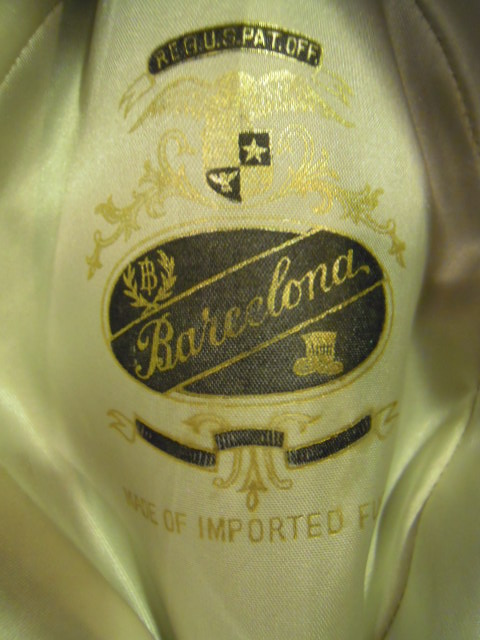 REG.U.S.PAT.OFF.
B
Barcelona
OF IMPORTED